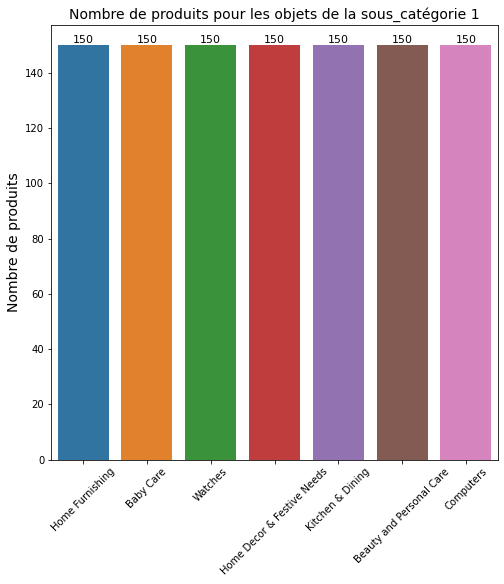 Nombre de produits pour les objets de la sous_catégorie 1
150 150 150 150 150 150 150
140
120
100
80
60
40
20
0
Nombre de produits
Home Furnishing
Baby Care
Watches
Home Decor & Festive Needs
Kitchen & Dining
Beauty and Personal Care
Computers